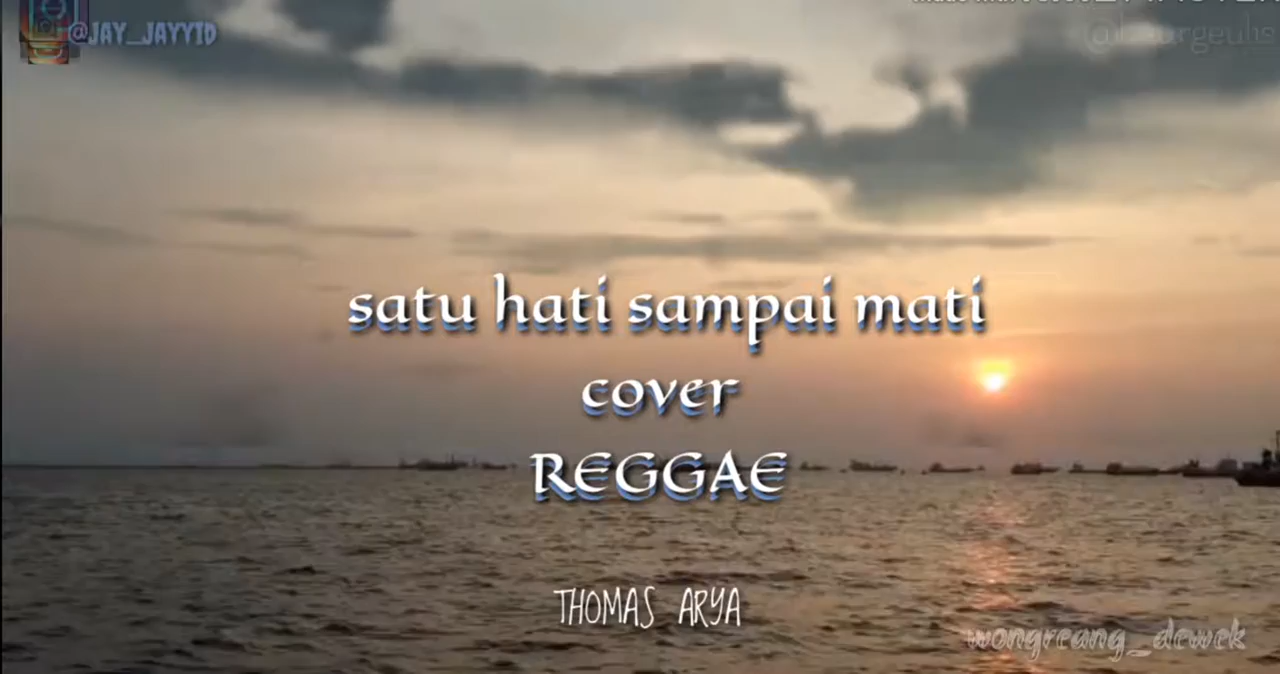 @JAY_JAYYID
satu hati sampai mati
cover
REGGAE
THOMAS ARYA
wongreang_dewek